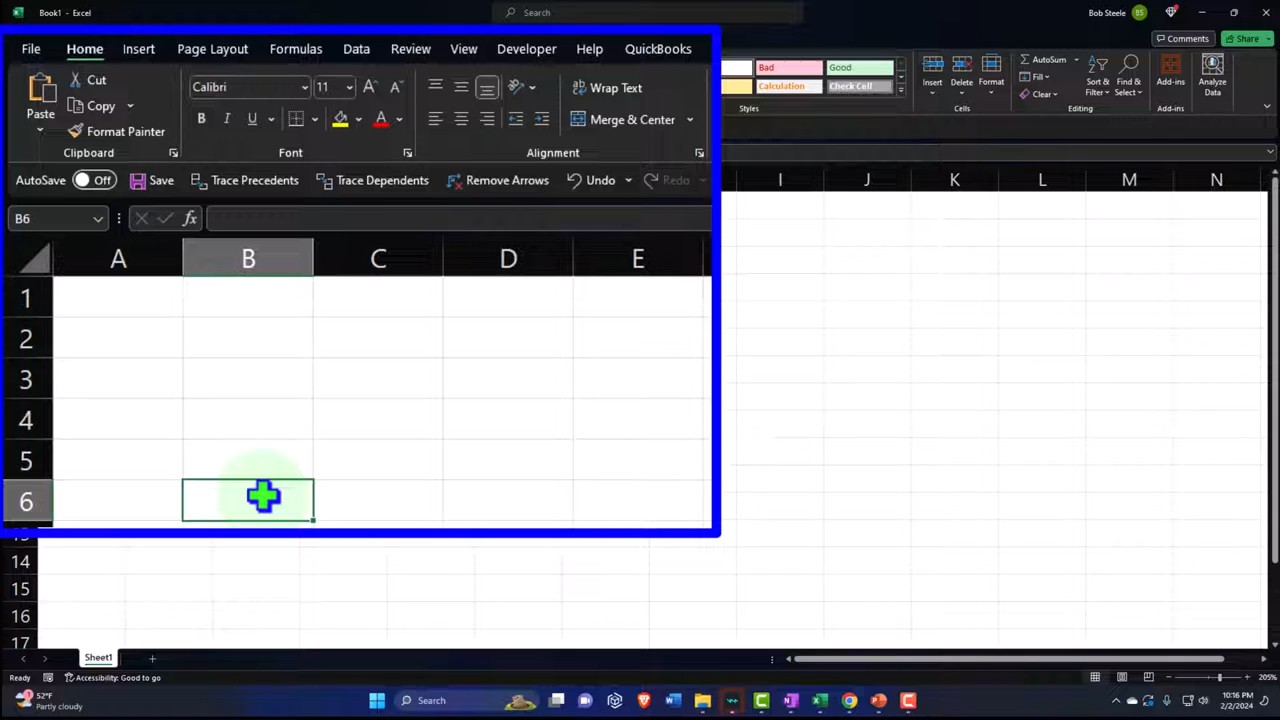 Book1 - Excel
Search
Bob Steele BS
File Home Insert Page Layout Formulas Data Review View Developer Help QuickBooks
Comments Share
Cut
Copy
Format Painter
Paste
Clipboard
Calibri 11
B I U
Font
Wrap Text
Merge & Center
Alignment
Bad Good
Calculation Check Cell
Styles
Insert Delete Format
Cells
AutoSum
Fill
Clear
Sort & Filter
Find & Select
Editing
Add-ins
Add-ins
Analyze Data
AutoSave Off Save Trace Precedents Trace Dependents Remove Arrows Undo Redo
B6 fx
A B C D E I J K L M N
1
2
3
4
5
6
14
15
16
17
Sheet1
Ready Accessibility: Good to go 205%
1
52°F
Partly cloudy
Search
10:16 PM
2/2/2024